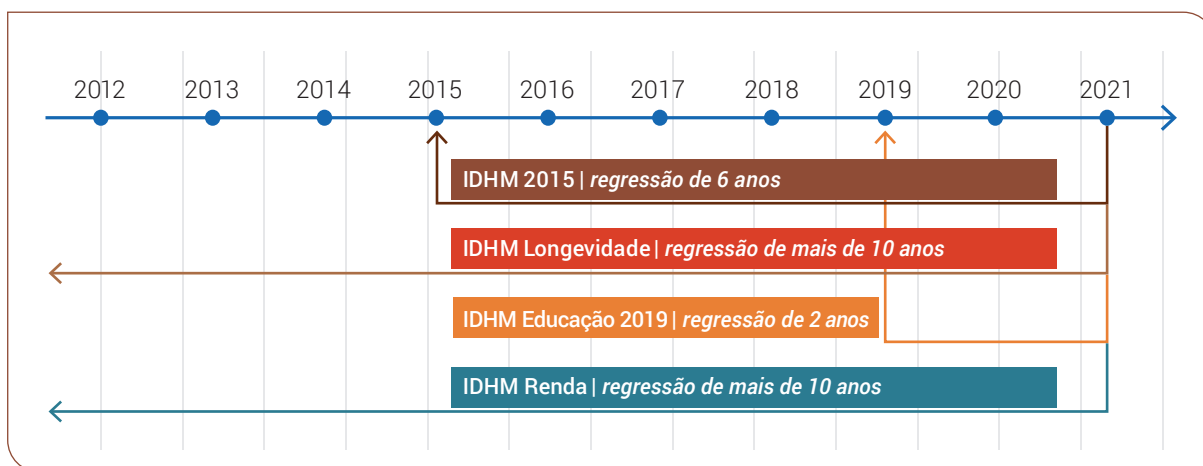 2012 2013 2014 2015 2016 2017 2018 2019 2020 2021
IDHM 2015 | regressão de 6 anos
IDHM Longevidade | regressão de mais de 10 anos
IDHM Educação 2019 | regressão de 2 anos
IDHM Renda | regressão de mais de 10 anos